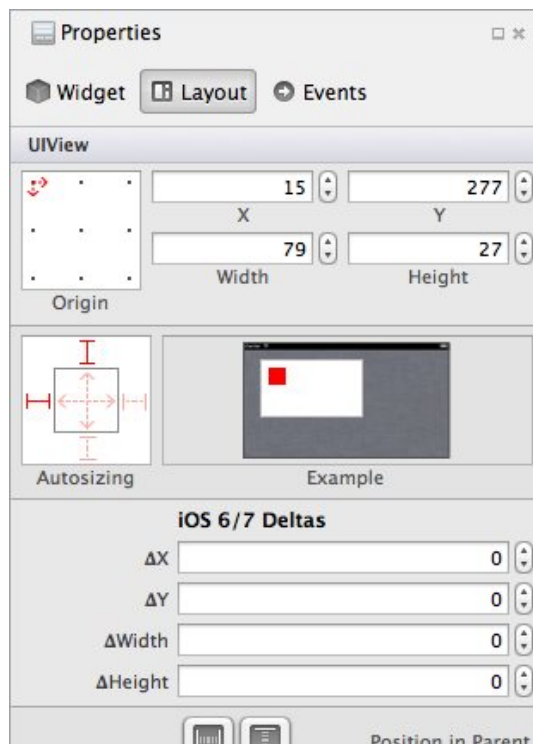 Properties
Widget Layout Events
UIView
15 277
X Y
79 27
Width Height
Origin
Autosizing Example
iOS 6/7 Deltas
ΔX 0
ΔY 0
ΔWidth 0
ΔHeight 0
Position in Parent